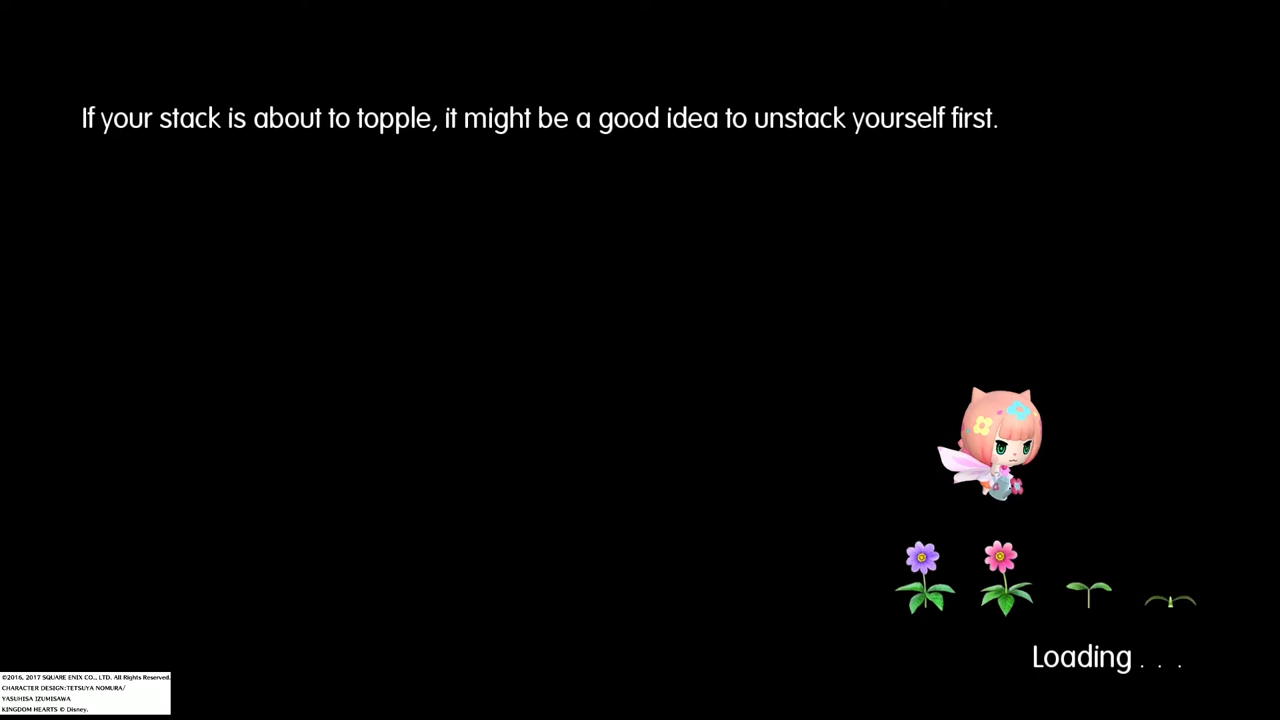 If your stack is about to topple, it might be a good idea to unstack yourself first.
Loading . . .
©2016, 2017 SQUARE ENIX CO., LTD. All Rights Reserved.
CHARACTER DESIGN:TETSUYA NOMURA/
YASUHISA IZUMISAWA
KINGDOM HEARTS © Disney.